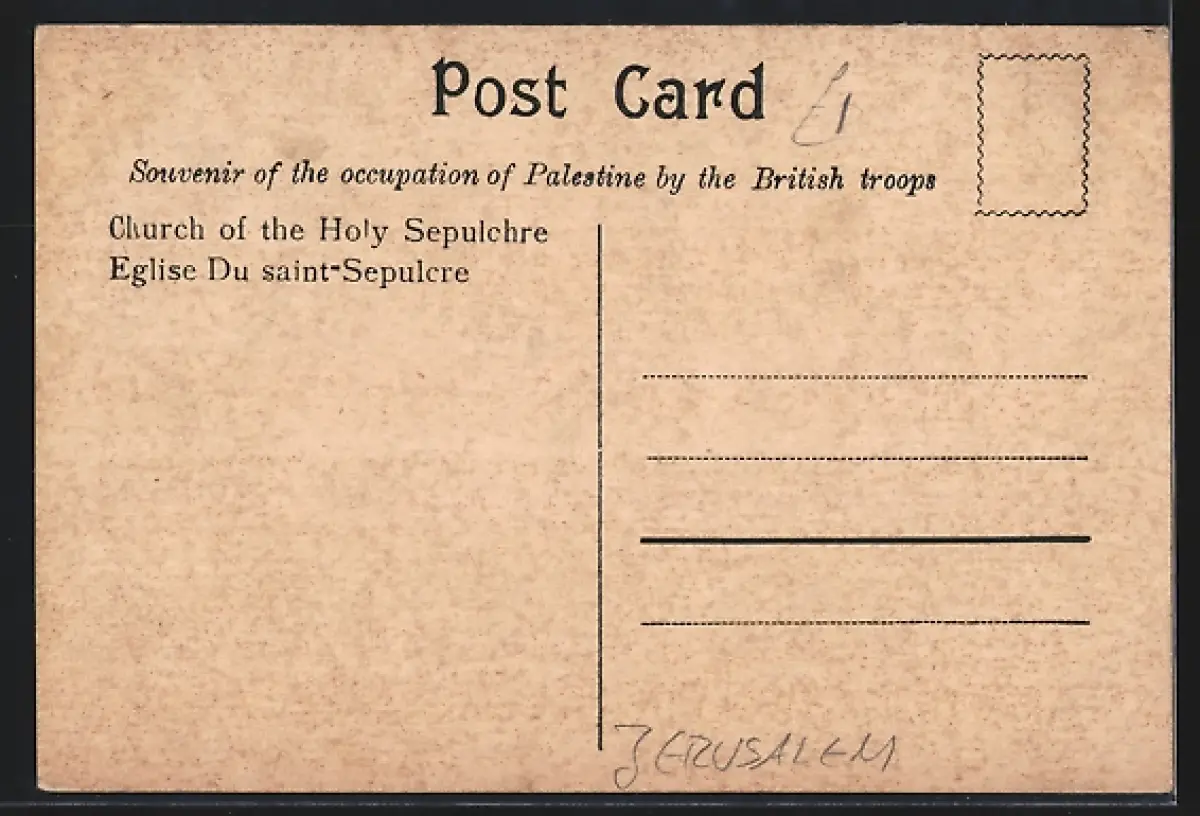 Post Card
£1
Souvenir of the occupation of Palestine by the British troops
Church of the Holy Sepulchre
Eglise Du saint-Sepulcre
JERUSALEM